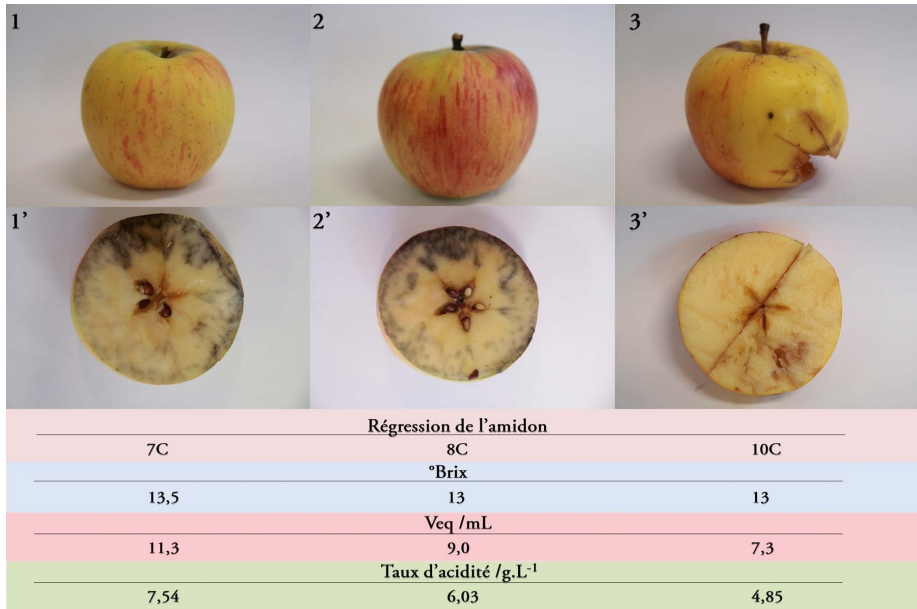 1 2 3
1' 2' 3'
Régression de l'amidon
7C 8C 10C
°Brix
13,5 13 13
Veq /mL
11,3 9,0 7,3
Taux d'acidité /g.L-1
7,54 6,03 4,85